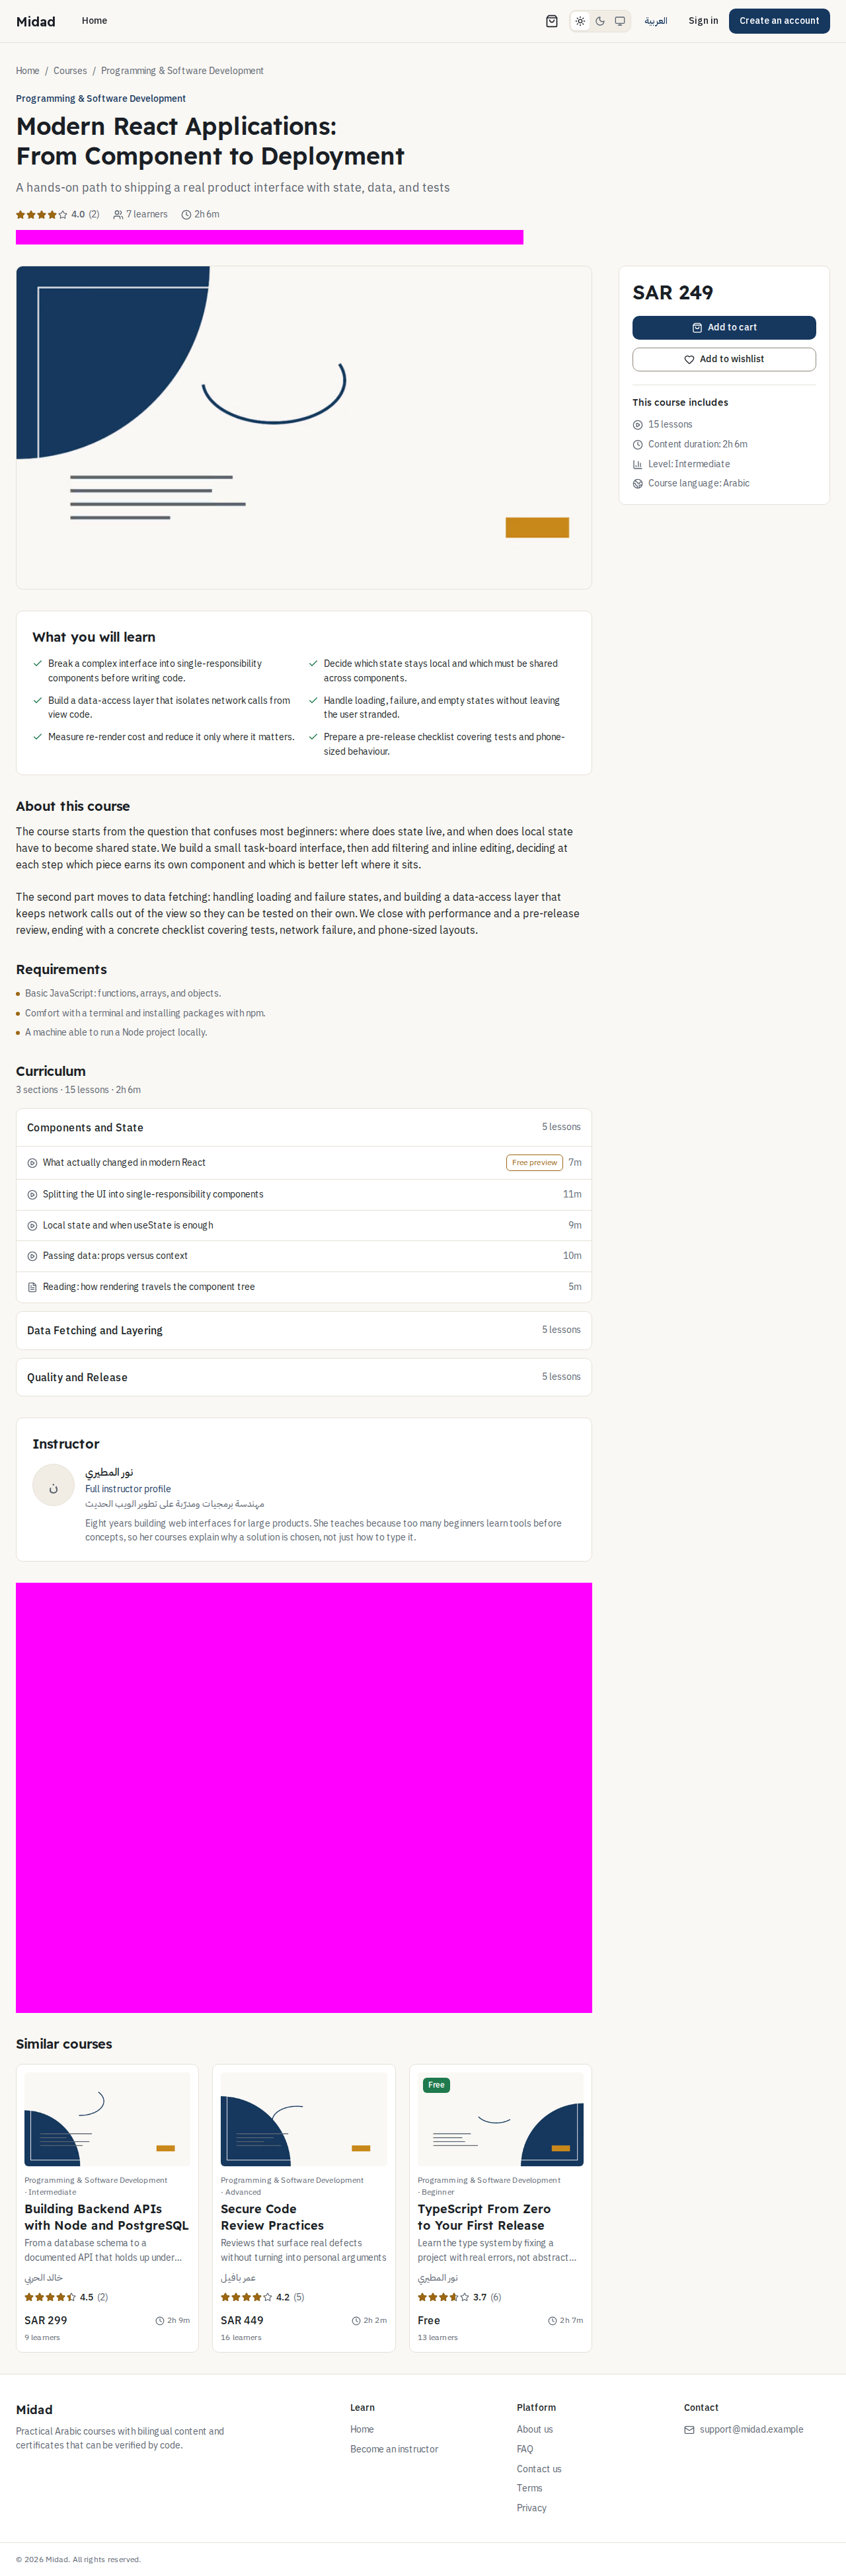 Midad
Home
العربية
Sign in
Create an account
Home / Courses / Programming & Software Development
Programming & Software Development
Modern React Applications:
From Component to Deployment
A hands-on path to shipping a real product interface with state, data, and tests
4.0 (2)
7 learners
2h 6m
SAR 249
Add to cart
Add to wishlist
This course includes
15 lessons
Content duration: 2h 6m
Level: Intermediate
Course language: Arabic
What you will learn
Break a complex interface into single-responsibility
components before writing code.
Decide which state stays local and which must be shared
across components.
Build a data-access layer that isolates network calls from
view code.
Handle loading, failure, and empty states without leaving
the user stranded.
Measure re-render cost and reduce it only where it matters.
Prepare a pre-release checklist covering tests and phone-
sized behaviour.
About this course
The course starts from the question that confuses most beginners: where does state live, and when does local state
have to become shared state. We build a small task-board interface, then add filtering and inline editing, deciding at
each step which piece earns its own component and which is better left where it sits.
The second part moves to data fetching: handling loading and failure states, and building a data-access layer that
keeps network calls out of the view so they can be tested on their own. We close with performance and a pre-release
review, ending with a concrete checklist covering tests, network failure, and phone-sized layouts.
Requirements
Basic JavaScript: functions, arrays, and objects.
Comfort with a terminal and installing packages with npm.
A machine able to run a Node project locally.
Curriculum
3 sections · 15 lessons · 2h 6m
Components and State
5 lessons
What actually changed in modern React
Free preview
7m
Splitting the UI into single-responsibility components
11m
Local state and when useState is enough
9m
Passing data: props versus context
10m
Reading: how rendering travels the component tree
5m
Data Fetching and Layering
5 lessons
Quality and Release
5 lessons
Instructor
ن
نور المطيري
Full instructor profile
مهندسة برمجيات ومدرّبة على تطوير الويب الحديث
Eight years building web interfaces for large products. She teaches because too many beginners learn tools before
concepts, so her courses explain why a solution is chosen, not just how to type it.
Similar courses
Programming & Software Development
· Intermediate
Building Backend APIs
with Node and PostgreSQL
From a database schema to a
documented API that holds up under...
خالد الحربي
4.5 (2)
SAR 299
2h 9m
9 learners
Programming & Software Development
· Advanced
Secure Code
Review Practices
Reviews that surface real defects
without turning into personal arguments
عمر بافيل
4.2 (5)
SAR 449
2h 2m
16 learners
Free
Programming & Software Development
· Beginner
TypeScript From Zero
to Your First Release
Learn the type system by fixing a
project with real errors, not abstract...
نور المطيري
3.7 (6)
Free
2h 7m
13 learners
Midad
Practical Arabic courses with bilingual content and
certificates that can be verified by code.
Learn
Home
Become an instructor
Platform
About us
FAQ
Contact us
Terms
Privacy
Contact
support@midad.example
© 2026 Midad. All rights reserved.